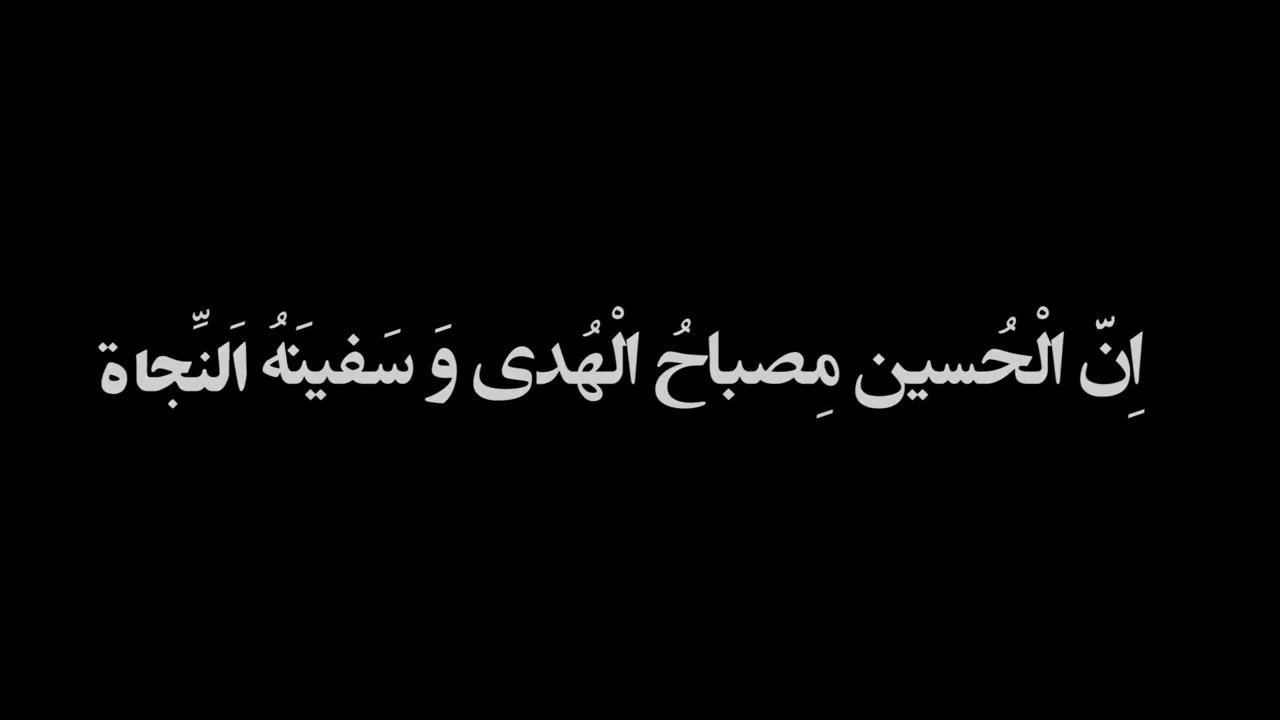 اِنّ الْحُسین مِصباحُ الْهُدی وَ سَفینَهُ اَلنِّجاة